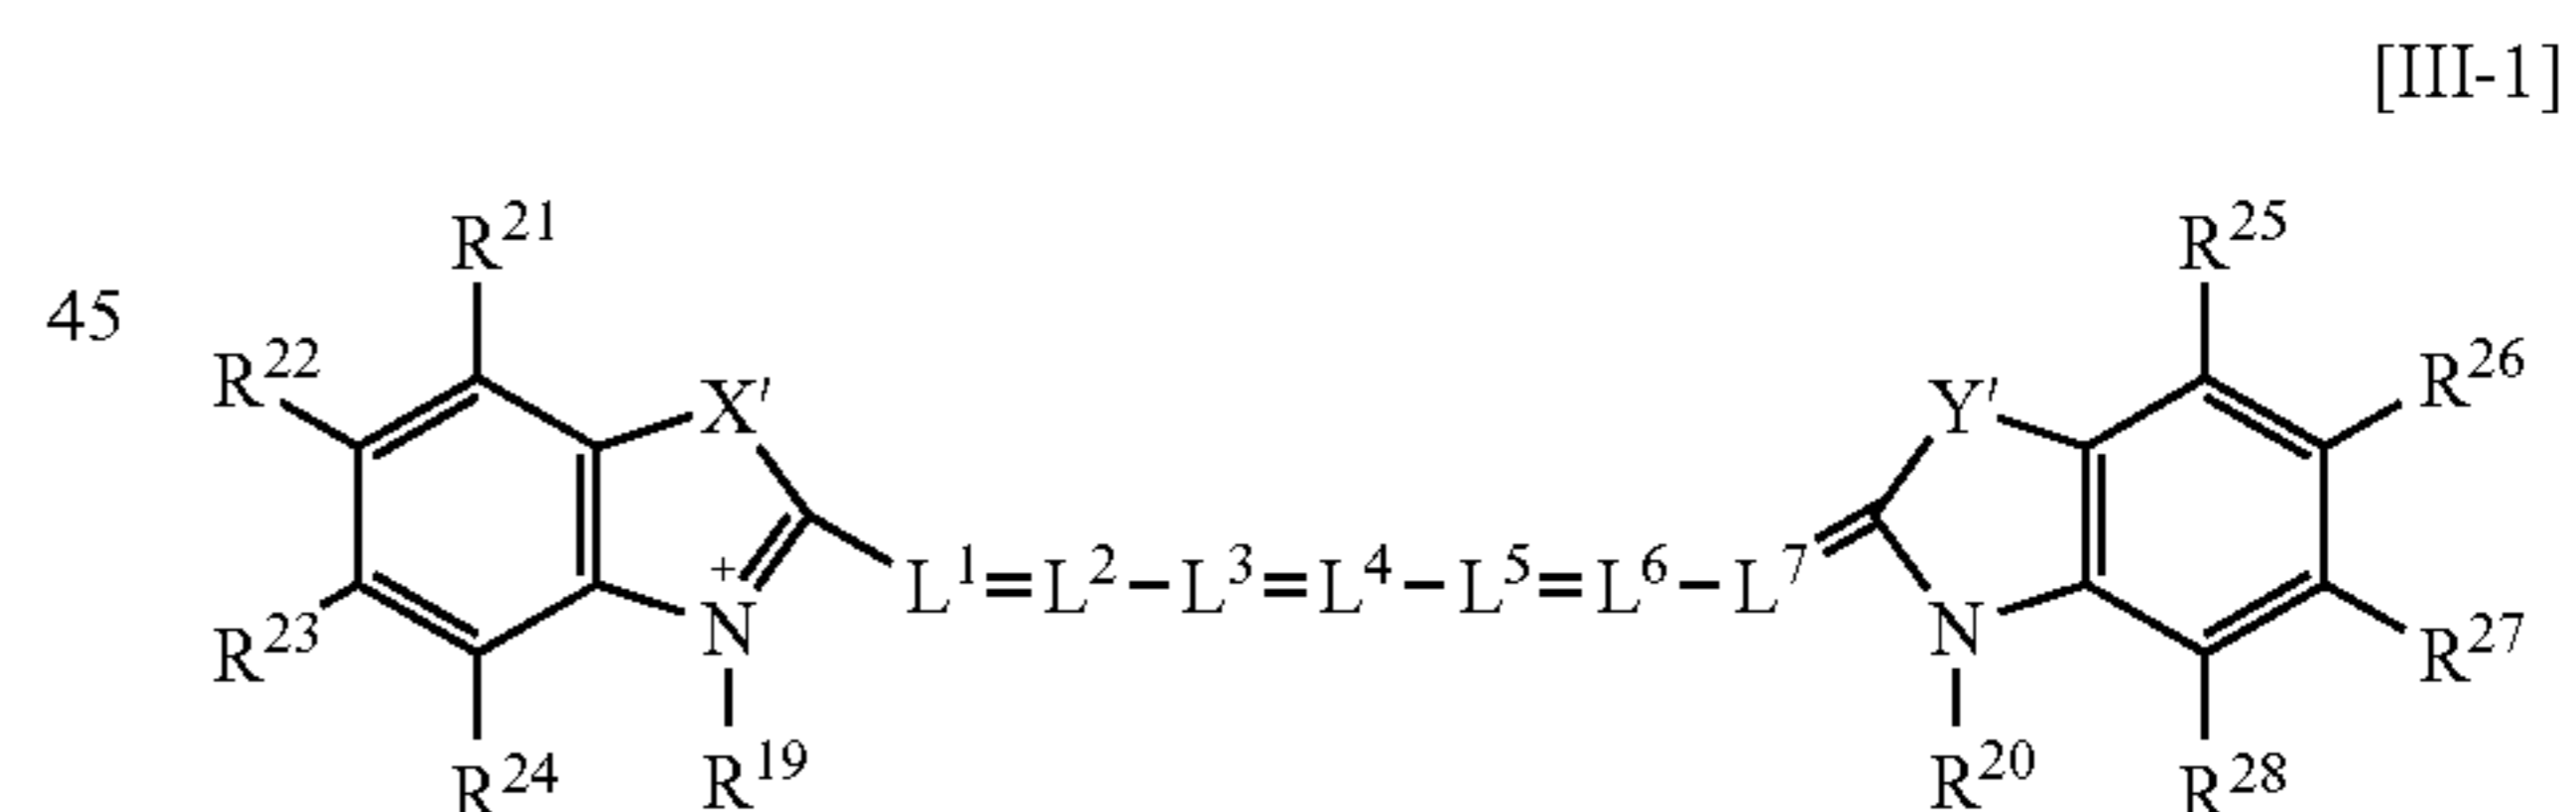 [III-1]
R21 R25
45
R22 X' Y' R26
+
L1=L2-L3=L4-L5=L6-L7
R23 N N R27
R24 R19 R20 R28